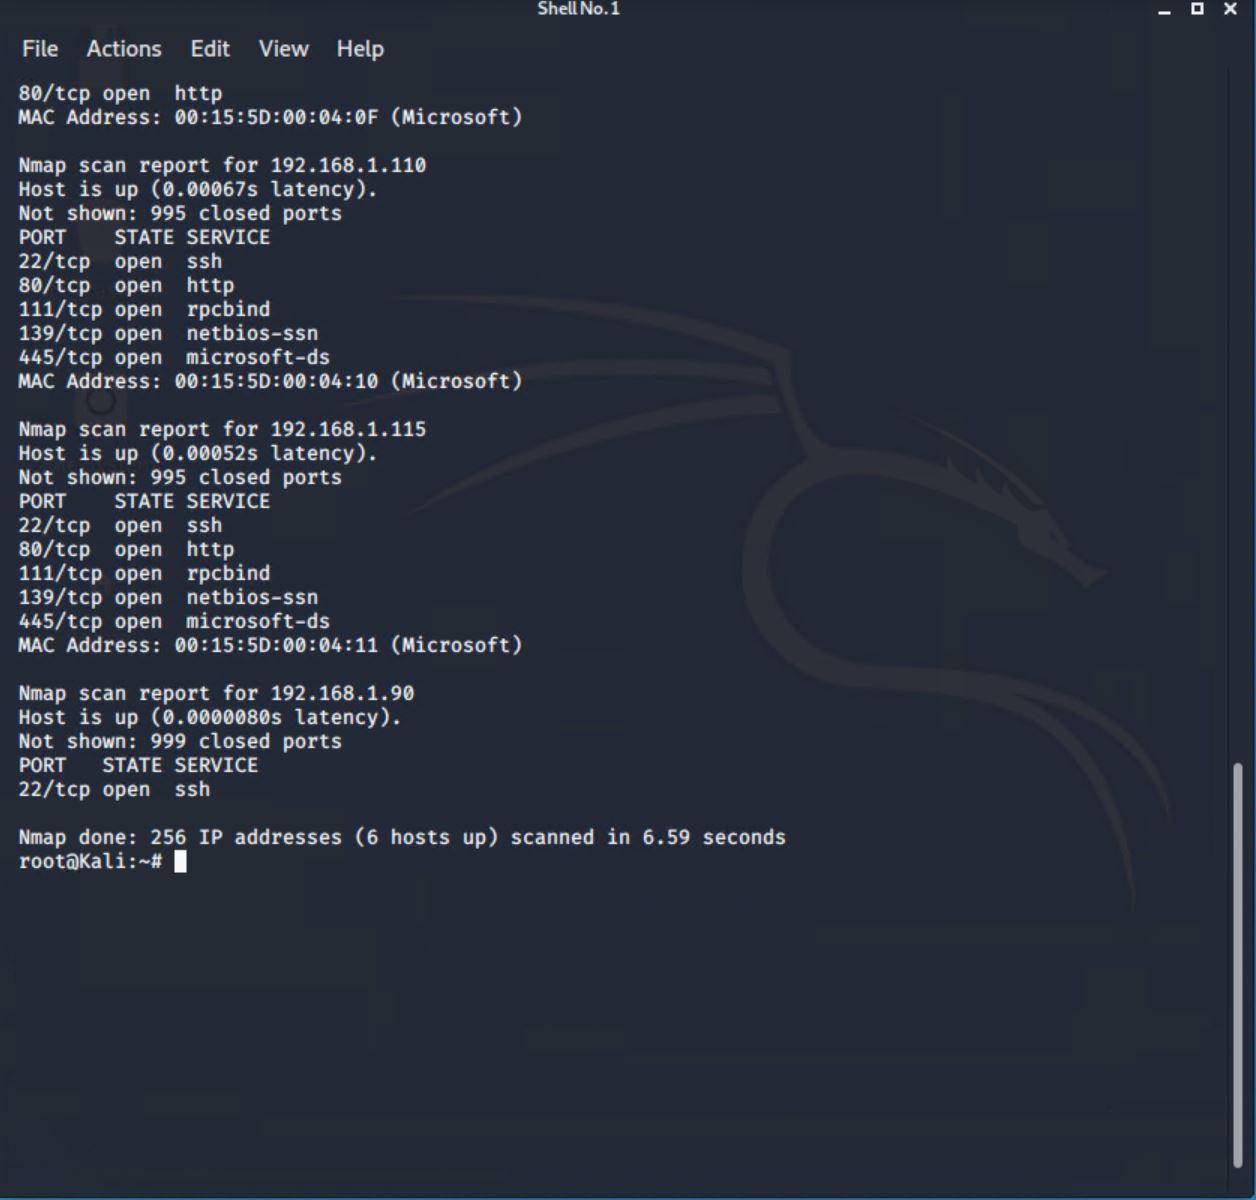 Shell No.1
File Actions Edit View Help
80/tcp open  http
MAC Address: 00:15:5D:00:04:0F (Microsoft)
Nmap scan report for 192.168.1.110
Host is up (0.00067s latency).
Not shown: 995 closed ports
PORT    STATE SERVICE
22/tcp  open  ssh
80/tcp  open  http
111/tcp open  rpcbind
139/tcp open  netbios-ssn
445/tcp open  microsoft-ds
MAC Address: 00:15:5D:00:04:10 (Microsoft)
Nmap scan report for 192.168.1.115
Host is up (0.00052s latency).
Not shown: 995 closed ports
PORT    STATE SERVICE
22/tcp  open  ssh
80/tcp  open  http
111/tcp open  rpcbind
139/tcp open  netbios-ssn
445/tcp open  microsoft-ds
MAC Address: 00:15:5D:00:04:11 (Microsoft)
Nmap scan report for 192.168.1.90
Host is up (0.0000080s latency).
Not shown: 999 closed ports
PORT   STATE SERVICE
22/tcp open  ssh
Nmap done: 256 IP addresses (6 hosts up) scanned in 6.59 seconds
root@Kali:~#